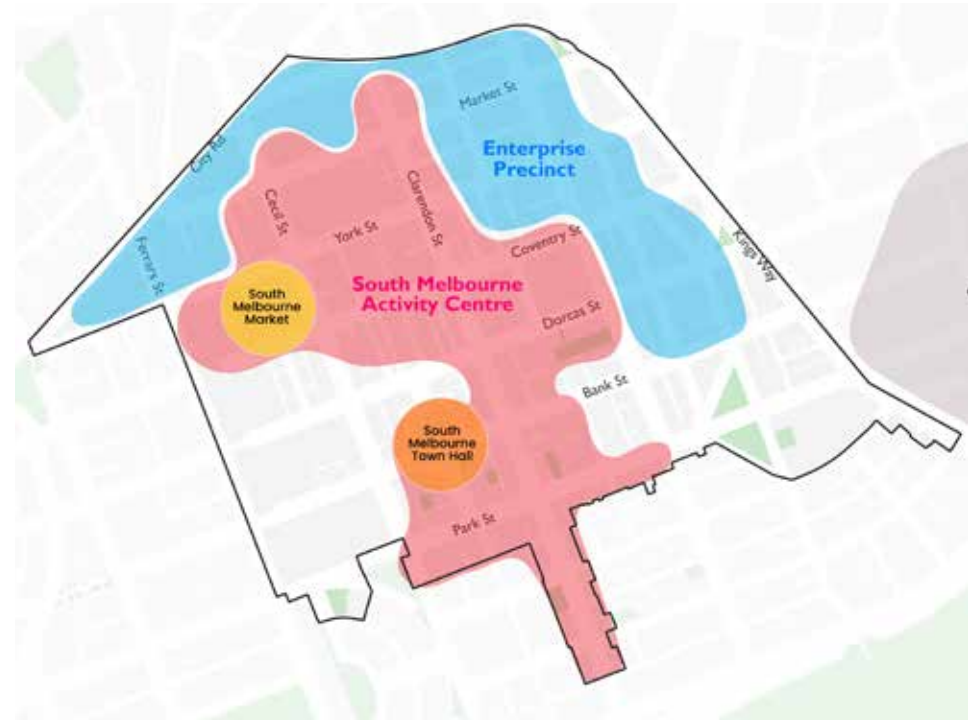 Market St
Enterprise
Precinct
City Rd
Cecil St
Clarendon St
York St
Coventry St
Kings Way
Ferrars St
South
Melbourne
Market
South Melbourne
Activity Centre
Dorcas St
Bank St
South
Melbourne
Town Hall
Park St